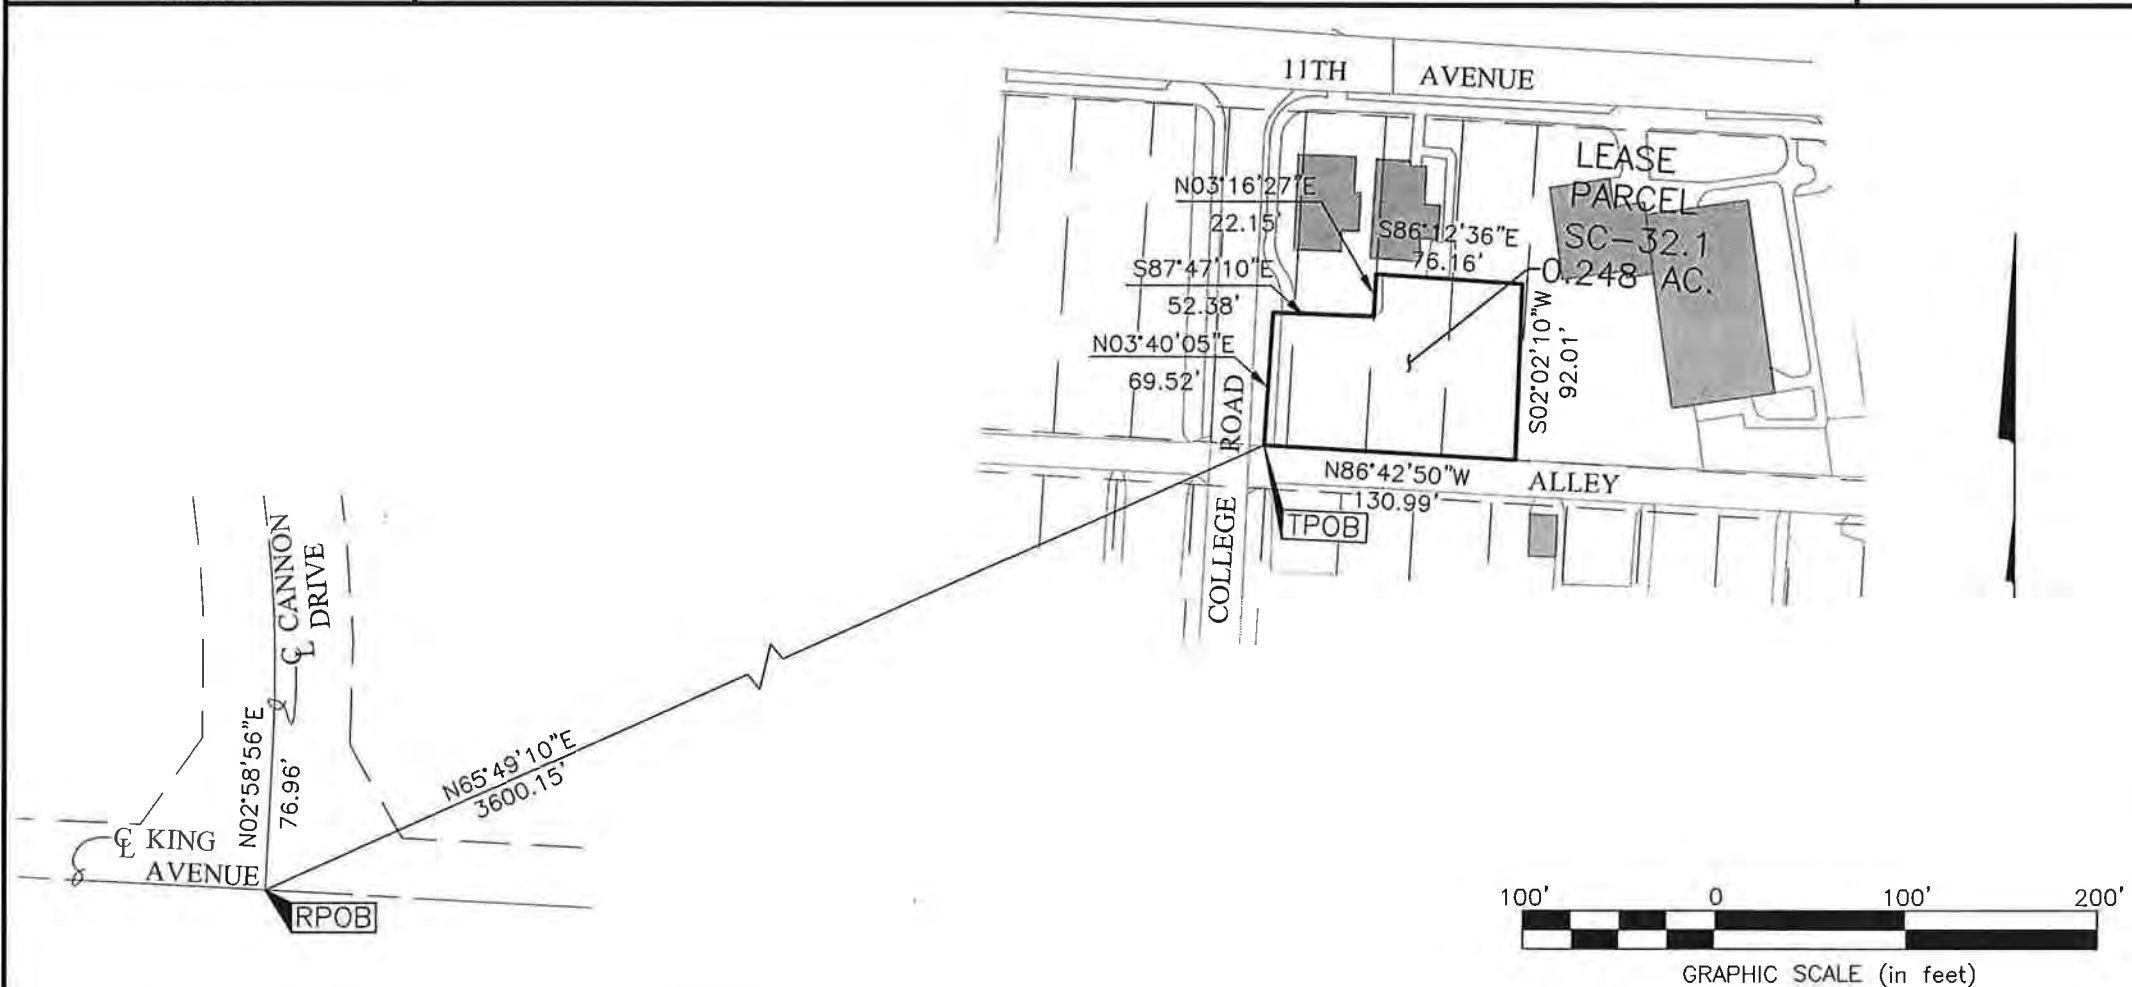 11TH AVENUE
LEASE
PARCEL
SC-32.1
0.248 AC.
N03°16'27"E
22.15'
S86°12'36"E
76.16'
S87°47'10"E
52.38'
N03°40'05"E
69.52'
S02°02'10"W
92.01'
N86°42'50"W
130.99'
ALLEY
TPOB
COLLEGE ROAD
℄ CANNON
DRIVE
N02°58'56"E
76.96'
N65°49'10"E
3600.15'
℄ KING
AVENUE
RPOB
100' 0 100' 200'
GRAPHIC SCALE (in feet)